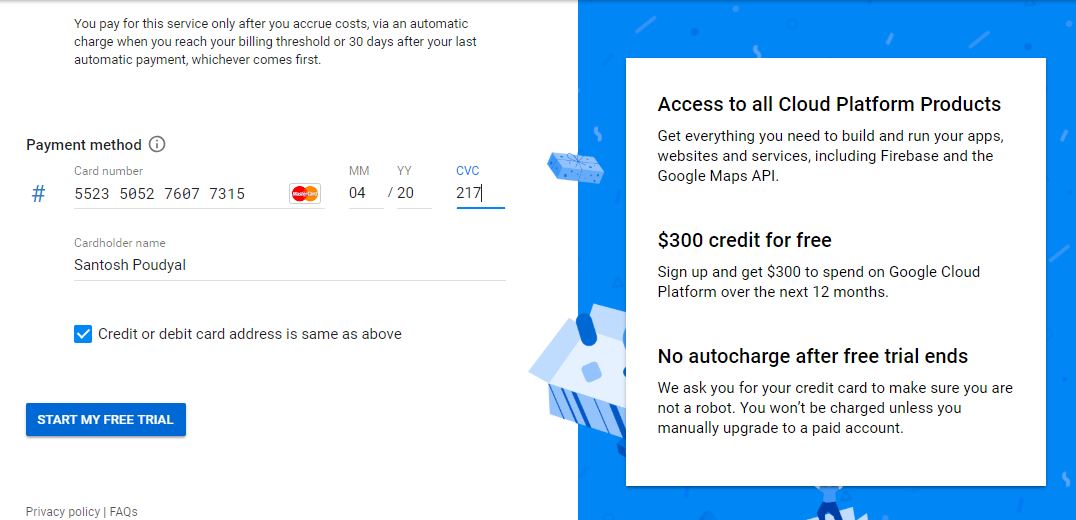 You pay for this service only after you accrue costs, via an automatic
charge when you reach your billing threshold or 30 days after your last
automatic payment, whichever comes first.
Payment method
Card number MM YY CVC
# 5523 5052 7607 7315 MasterCard 04 / 20 217
Cardholder name
Santosh Poudyal
Credit or debit card address is same as above
START MY FREE TRIAL
Privacy policy | FAQs
Access to all Cloud Platform Products
Get everything you need to build and run your apps,
websites and services, including Firebase and the
Google Maps API.
$300 credit for free
Sign up and get $300 to spend on Google Cloud
Platform over the next 12 months.
No autocharge after free trial ends
We ask you for your credit card to make sure you are
not a robot. You won’t be charged unless you
manually upgrade to a paid account.